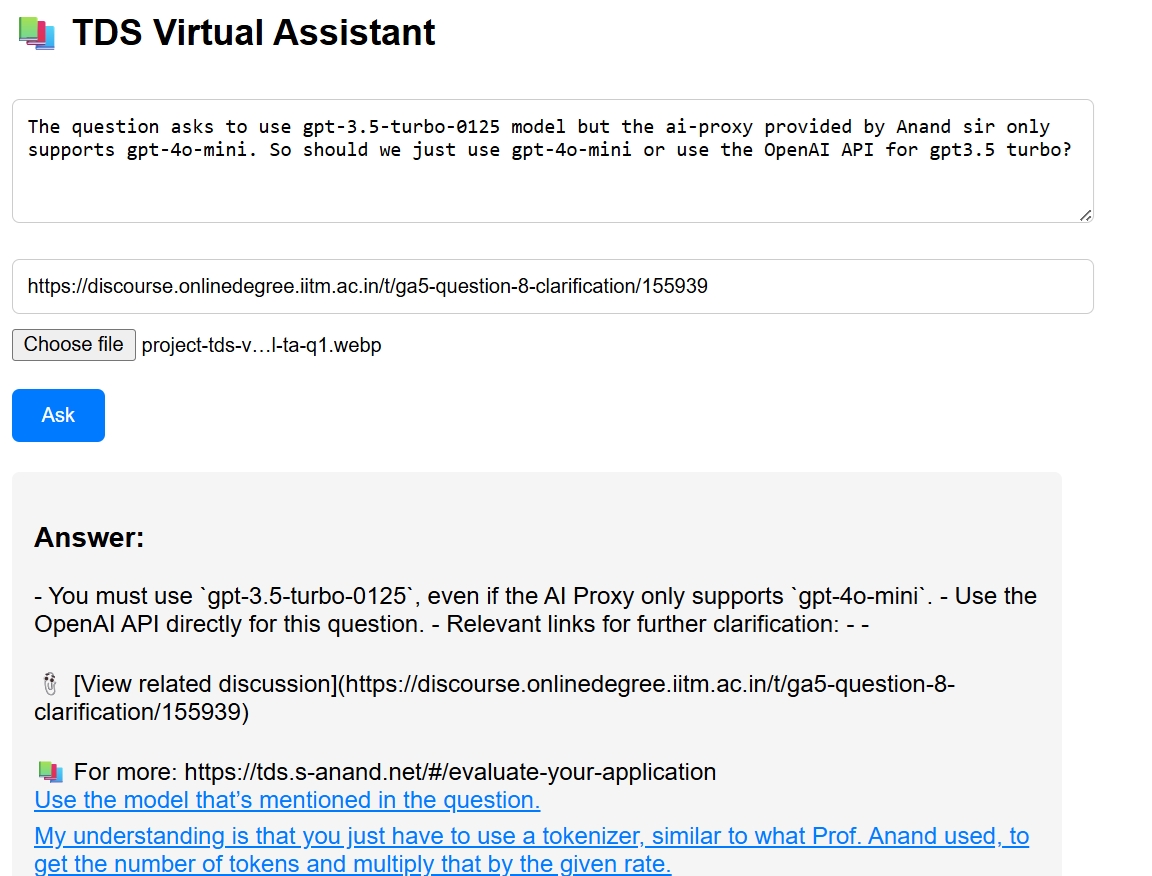 📚 TDS Virtual Assistant
The question asks to use gpt-3.5-turbo-0125 model but the ai-proxy provided by Anand sir only
supports gpt-4o-mini. So should we just use gpt-4o-mini or use the OpenAI API for gpt3.5 turbo?
https://discourse.onlinedegree.iitm.ac.in/t/ga5-question-8-clarification/155939
Choose file project-tds-v…l-ta-q1.webp
Ask
Answer:
- You must use `gpt-3.5-turbo-0125`, even if the AI Proxy only supports `gpt-4o-mini`. - Use the
OpenAI API directly for this question. - Relevant links for further clarification: - -
📎 [View related discussion](https://discourse.onlinedegree.iitm.ac.in/t/ga5-question-8-
clarification/155939)
📚 For more: https://tds.s-anand.net/#/evaluate-your-application
Use the model that’s mentioned in the question.
My understanding is that you just have to use a tokenizer, similar to what Prof. Anand used, to
get the number of tokens and multiply that by the given rate.